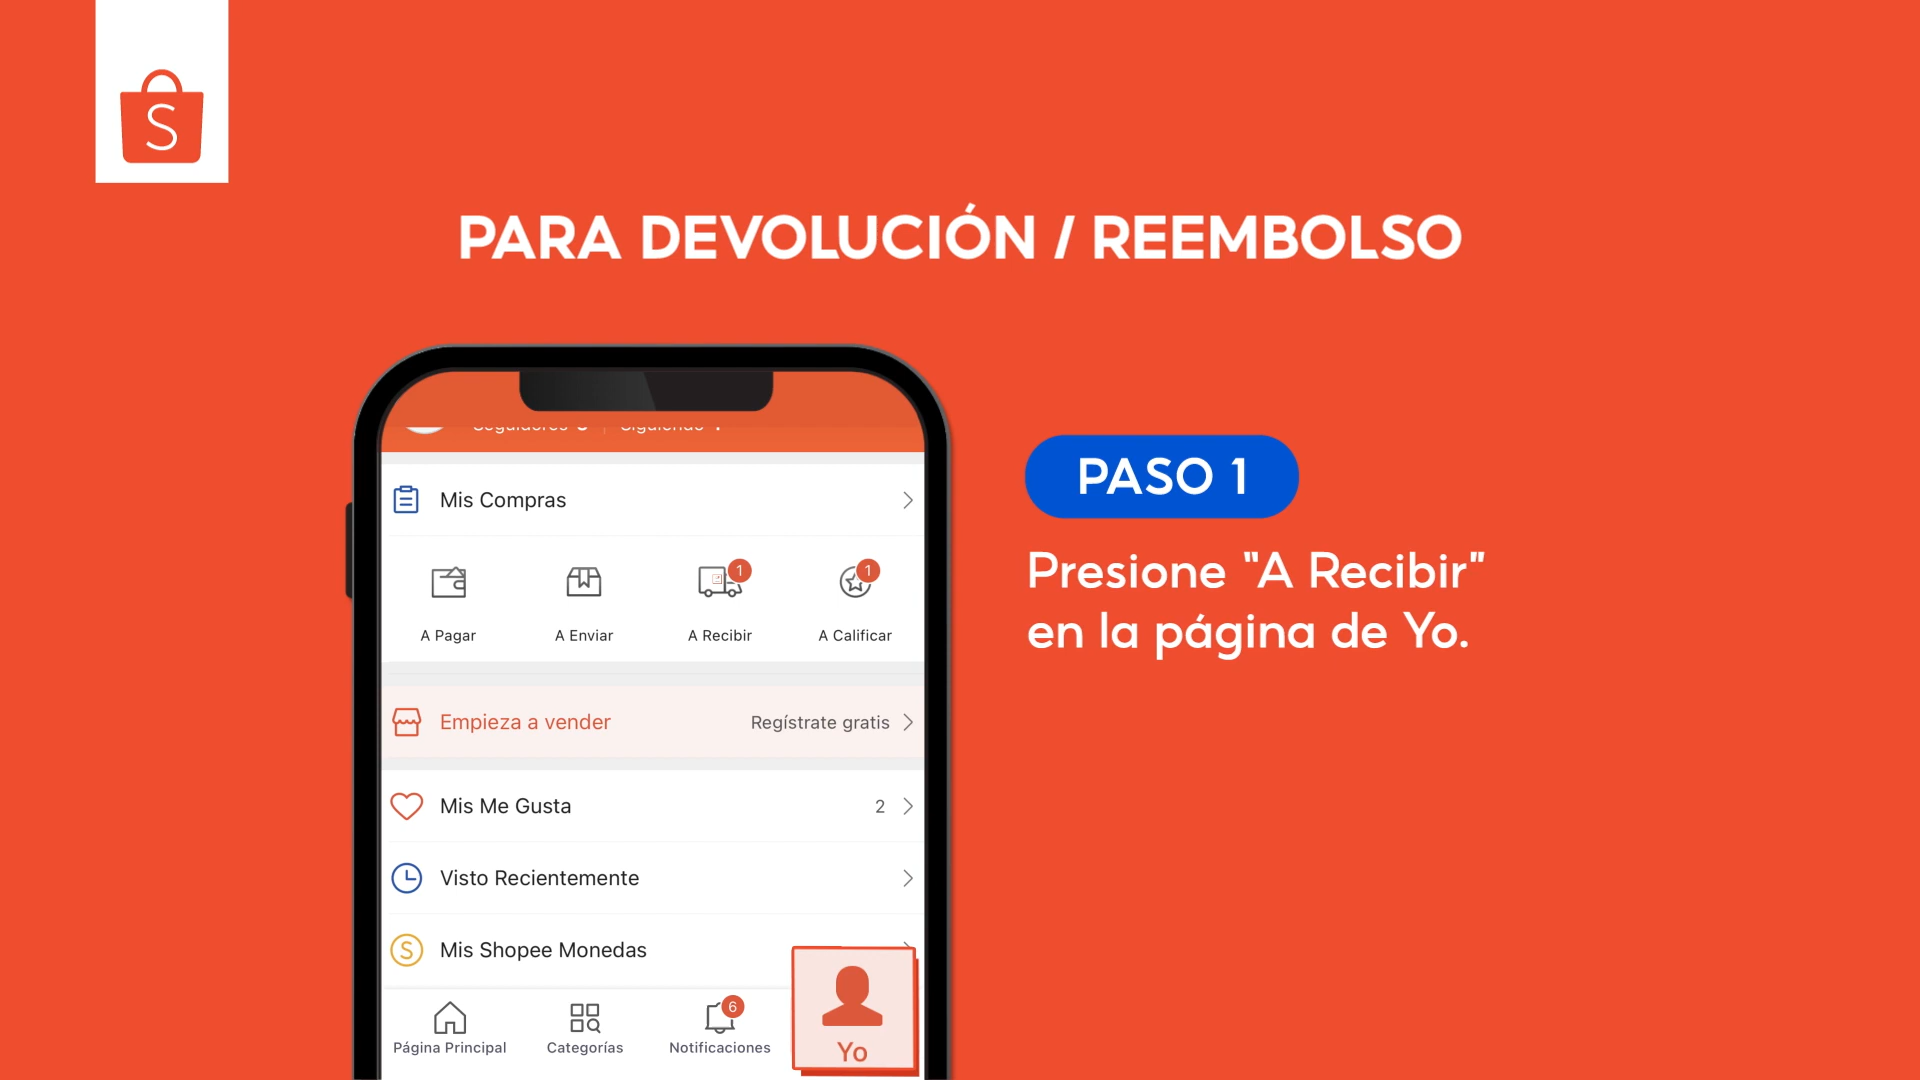 S
PARA DEVOLUCIÓN / REEMBOLSO
PASO 1
Presione "A Recibir"
en la página de Yo.
Mis Compras
1
1
A Pagar
A Enviar
A Recibir
A Calificar
Empieza a vender
Regístrate gratis
Mis Me Gusta
2
Visto Recientemente
S
Mis Shopee Monedas
6
Página Principal
Categorías
Notificaciones
Yo